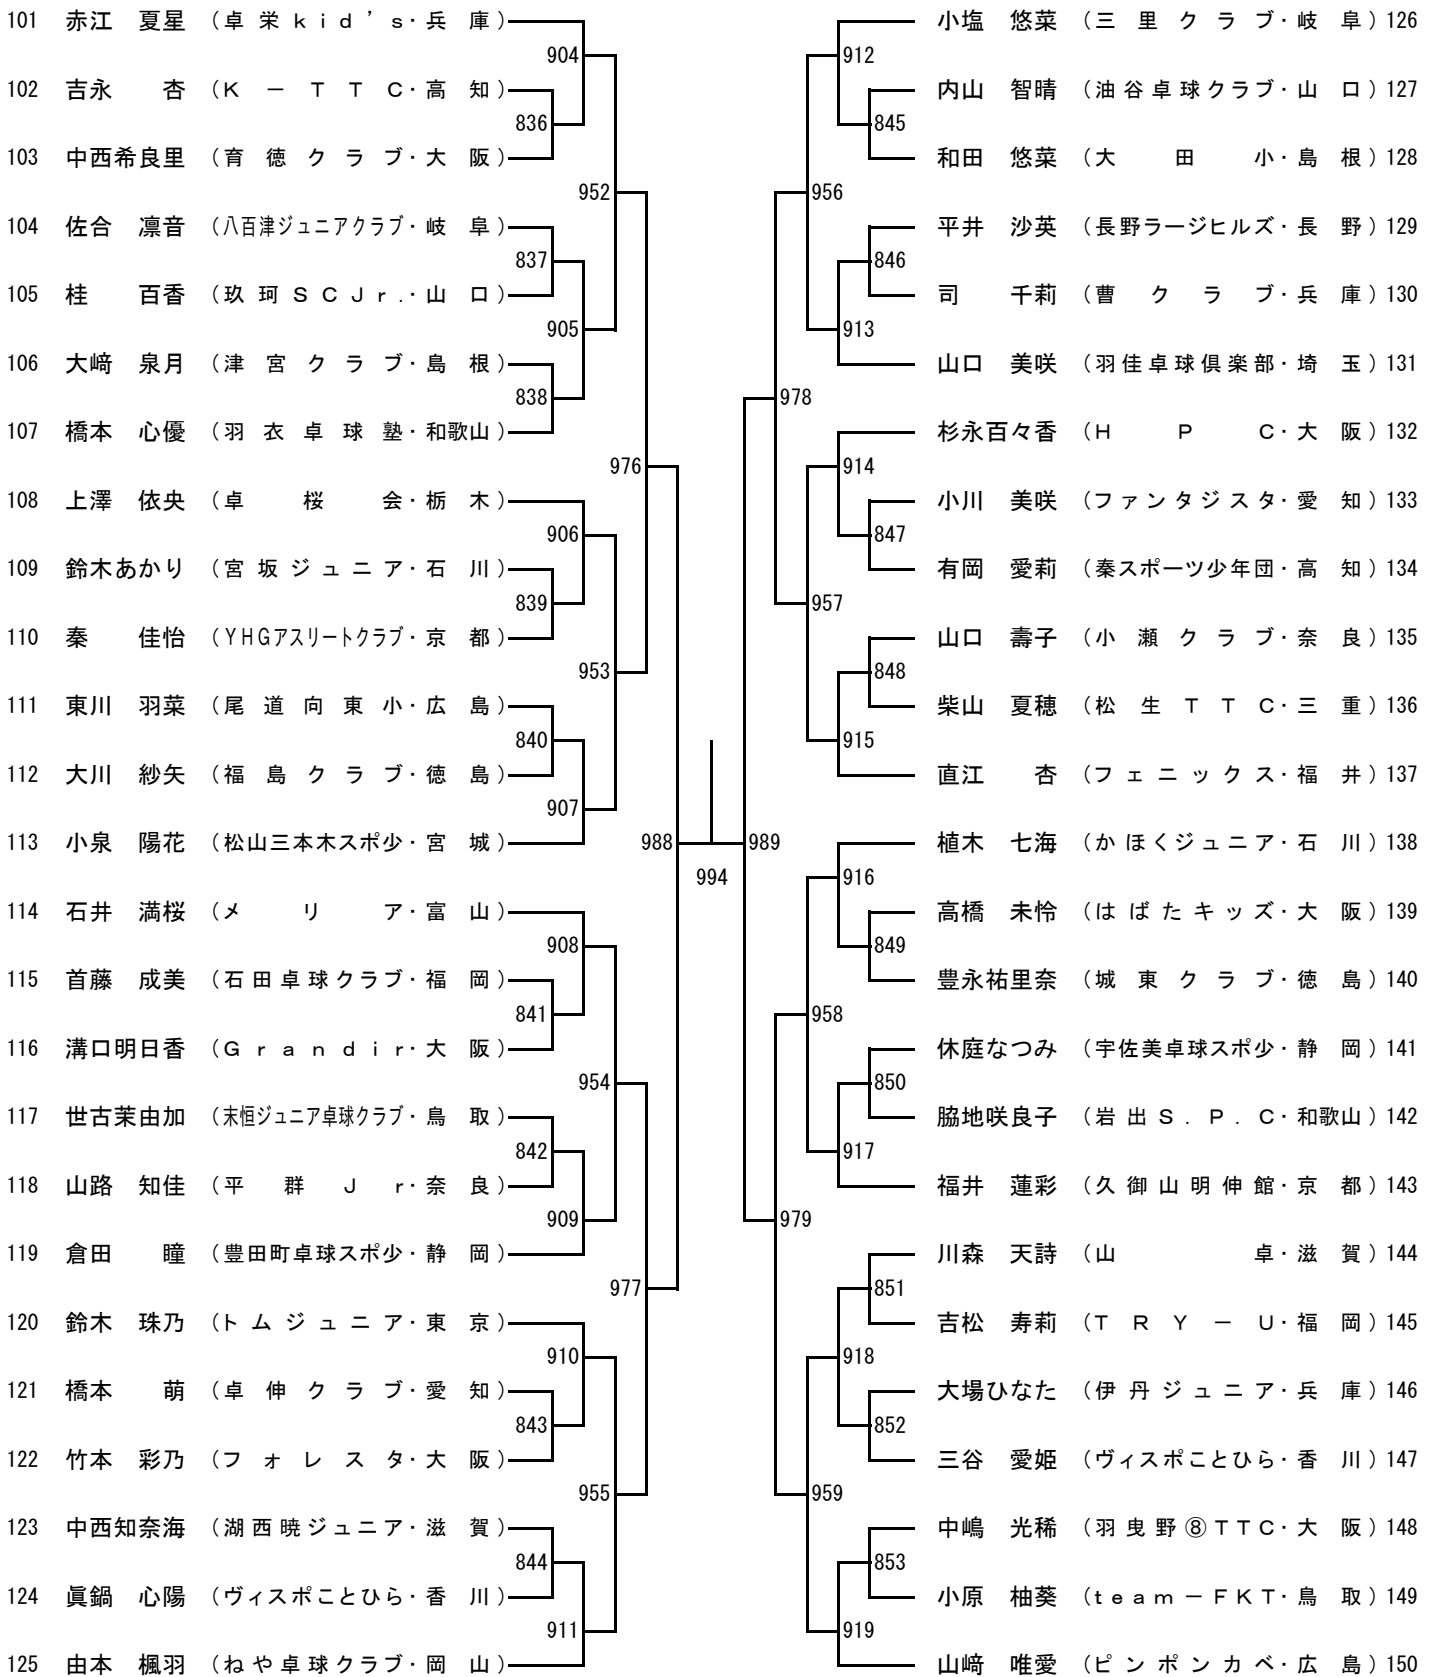 101 赤江 夏星 (卓栄kid's・兵庫)
904
102 吉永 杏 (K－TTC・高知)
836
103 中西希良里 (育徳クラブ・大阪)
952
104 佐合 凛音 (八百津ジュニアクラブ・岐阜)
837
105 桂 百香 (玖珂SCJr.・山口)
905
106 大﨑 泉月 (津宮クラブ・島根)
838
107 橋本 心優 (羽衣卓球塾・和歌山)
976
108 上澤 依央 (卓桜会・栃木)
906
109 鈴木あかり (宮坂ジュニア・石川)
839
110 秦 佳怡 (YHGアスリートクラブ・京都)
953
111 東川 羽菜 (尾道向東小・広島)
840
112 大川 紗矢 (福島クラブ・徳島)
907
113 小泉 陽花 (松山三本木スポ少・宮城)
988
994
114 石井 満桜 (メリア・富山)
908
115 首藤 成美 (石田卓球クラブ・福岡)
841
116 溝口明日香 (Grandir・大阪)
954
117 世古茉由加 (末恒ジュニア卓球クラブ・鳥取)
842
118 山路 知佳 (平群Jr・奈良)
909
119 倉田 瞳 (豊田町卓球スポ少・静岡)
977
120 鈴木 珠乃 (トムジュニア・東京)
910
121 橋本 萌 (卓伸クラブ・愛知)
843
122 竹本 彩乃 (フォレスタ・大阪)
955
123 中西知奈海 (湖西暁ジュニア・滋賀)
844
124 眞鍋 心陽 (ヴィスポことひら・香川)
911
125 由本 楓羽 (ねや卓球クラブ・岡山)
小塩 悠菜 (三里クラブ・岐阜) 126
912
内山 智晴 (油谷卓球クラブ・山口) 127
845
和田 悠菜 (大田小・島根) 128
956
平井 沙英 (長野ラージヒルズ・長野) 129
846
司 千莉 (曹クラブ・兵庫) 130
913
山口 美咲 (羽佳卓球倶楽部・埼玉) 131
978
杉永百々香 (HPC・大阪) 132
914
小川 美咲 (ファンタジスタ・愛知) 133
847
有岡 愛莉 (秦スポーツ少年団・高知) 134
957
山口 壽子 (小瀬クラブ・奈良) 135
848
柴山 夏穂 (松生TTC・三重) 136
915
直江 杏 (フェニックス・福井) 137
989
植木 七海 (かほくジュニア・石川) 138
916
高橋 未怜 (はばたキッズ・大阪) 139
849
豊永祐里奈 (城東クラブ・徳島) 140
958
休庭なつみ (宇佐美卓球スポ少・静岡) 141
850
脇地咲良子 (岩出S.P.C・和歌山) 142
917
福井 蓮彩 (久御山明伸館・京都) 143
979
川森 天詩 (山卓・滋賀) 144
851
吉松 寿莉 (TRY－U・福岡) 145
918
大場ひなた (伊丹ジュニア・兵庫) 146
852
三谷 愛姫 (ヴィスポことひら・香川) 147
959
中嶋 光稀 (羽曳野⑧TTC・大阪) 148
853
小原 柚葵 (team－FKT・鳥取) 149
919
山﨑 唯愛 (ピンポンカベ・広島) 150